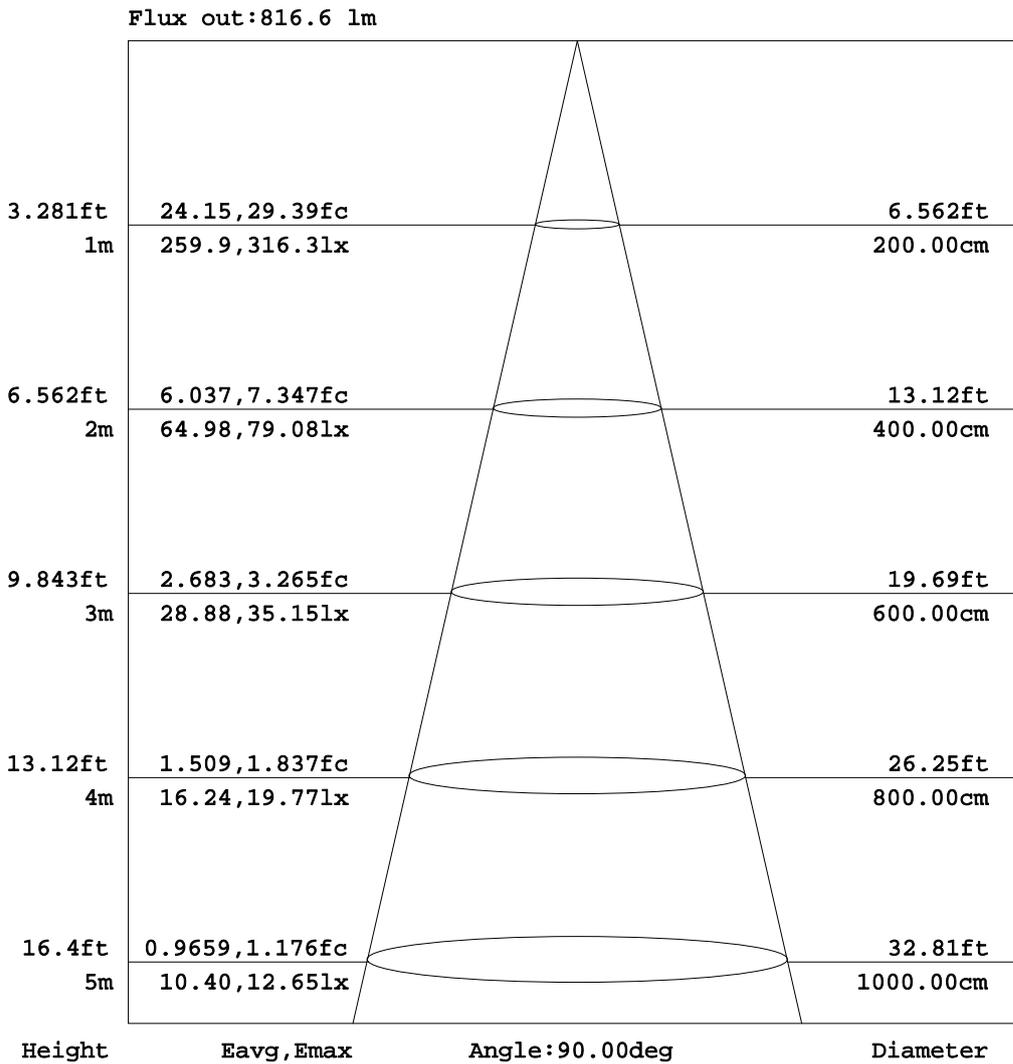 Flux out:816.6 lm
3.281ft 24.15,29.39fc 6.562ft
1m 259.9,316.3lx 200.00cm
6.562ft 6.037,7.347fc 13.12ft
2m 64.98,79.08lx 400.00cm
9.843ft 2.683,3.265fc 19.69ft
3m 28.88,35.15lx 600.00cm
13.12ft 1.509,1.837fc 26.25ft
4m 16.24,19.77lx 800.00cm
16.4ft 0.9659,1.176fc 32.81ft
5m 10.40,12.65lx 1000.00cm
Height Eavg,Emax Angle:90.00deg Diameter